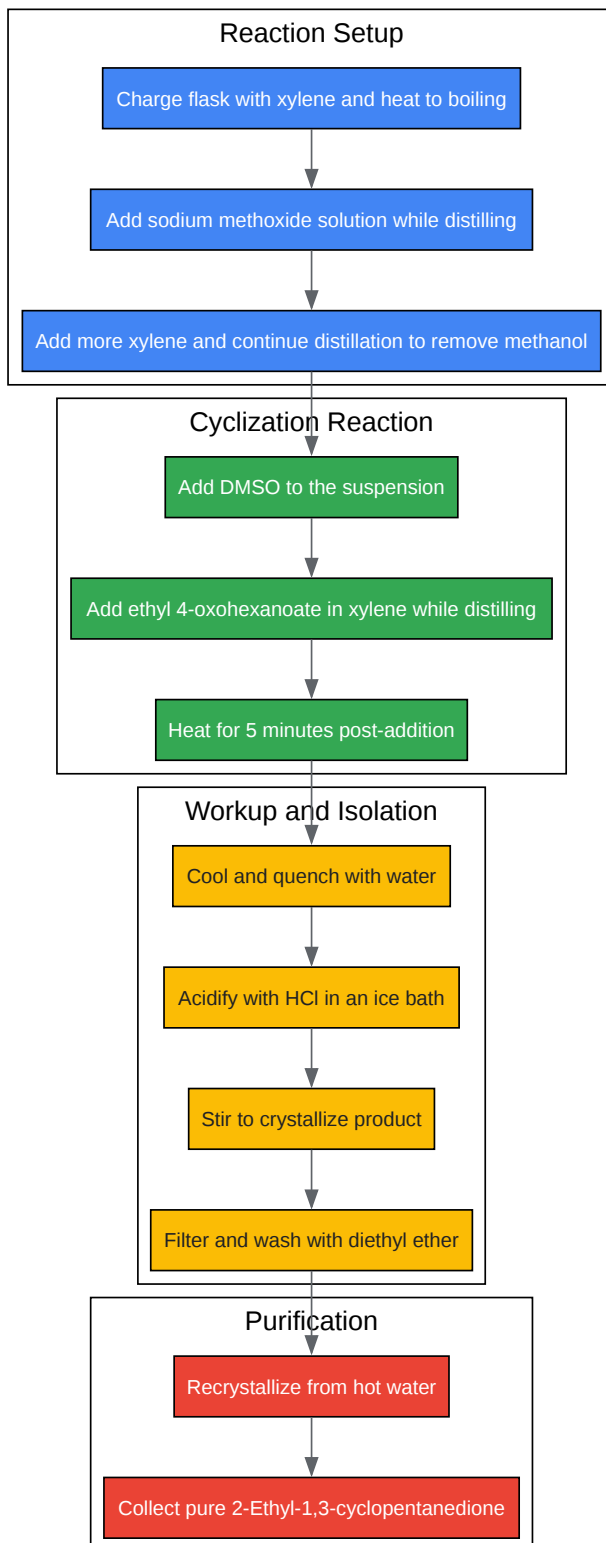 Reaction Setup
Charge flask with xylene and heat to boiling
Add sodium methoxide solution while distilling
Add more xylene and continue distillation to remove methanol
Cyclization Reaction
Add DMSO to the suspension
Add ethyl 4-oxohexanoate in xylene while distilling
Heat for 5 minutes post-addition
Workup and Isolation
Cool and quench with water
Acidify with HCl in an ice bath
Stir to crystallize product
Filter and wash with diethyl ether
Purification
Recrystallize from hot water
Collect pure 2-Ethyl-1,3-cyclopentanedione